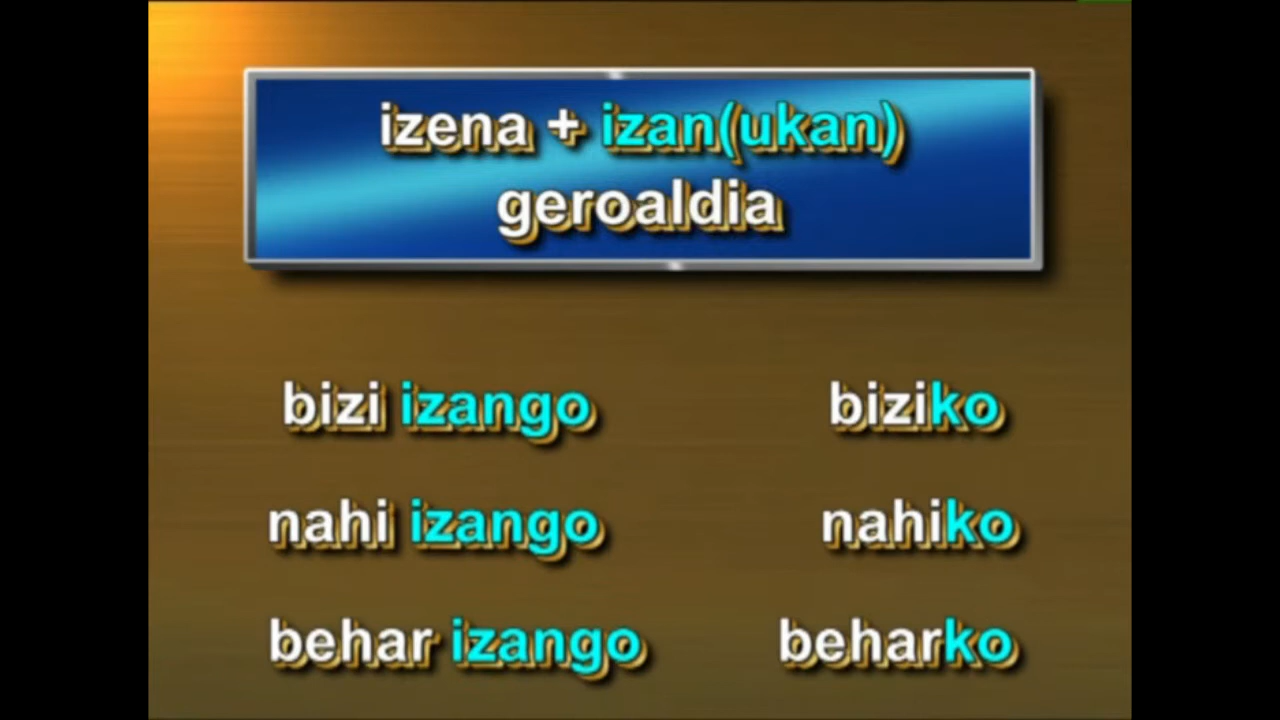 izena + izan(ukan)
geroaldia
bizi izango biziko
nahi izango nahiko
behar izango beharko